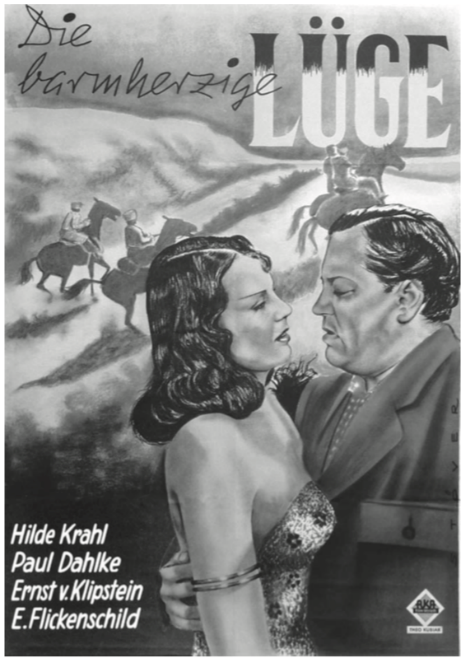 Die
barmherzige
LÜGE
Hilde Krahl
Paul Dahlke
Ernst v. Klipstein
E. Flickenschild